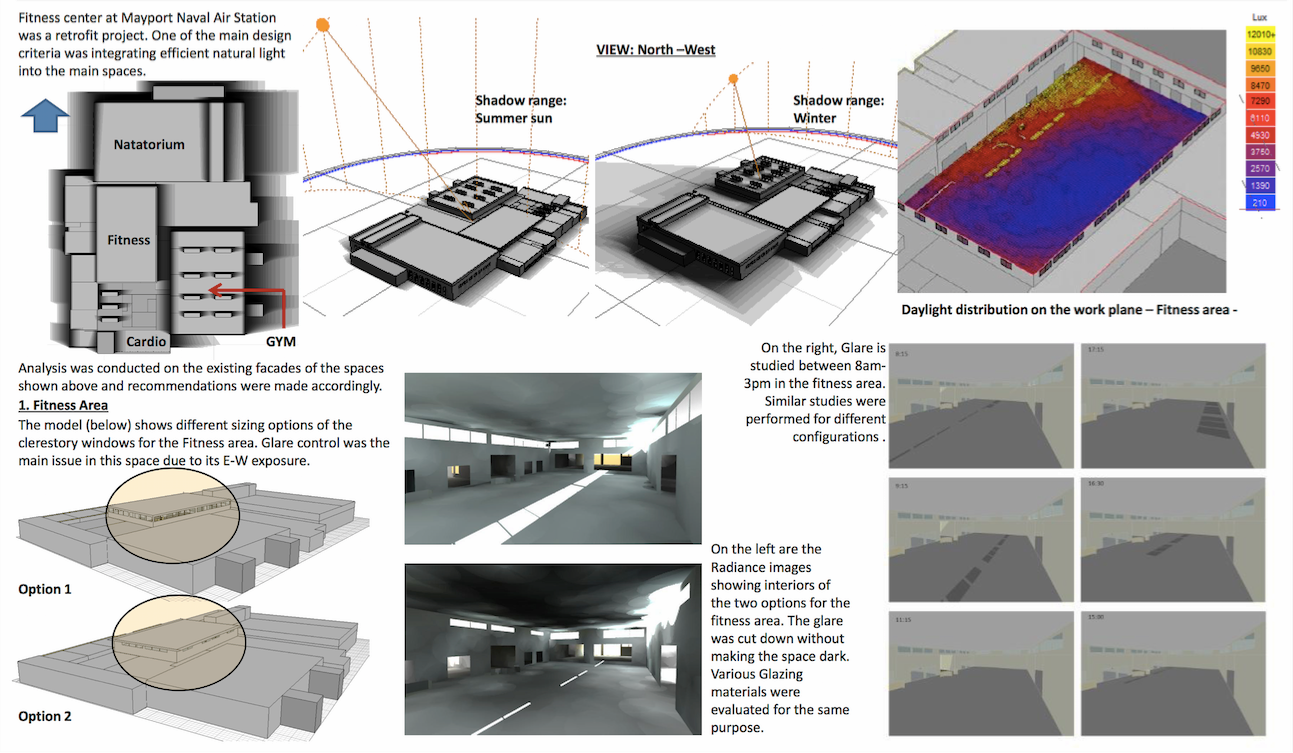 Fitness center at Mayport Naval Air Station
was a retrofit project. One of the main design
criteria was integrating efficient natural light
into the main spaces.
Natatorium
Fitness
Cardio
GYM
Shadow range:
Summer sun
VIEW: North –West
Shadow range:
Winter
Lux
12010+
10830
9650
8470
7290
6110
4930
3750
2570
1390
210
Daylight distribution on the work plane – Fitness area -
Analysis was conducted on the existing facades of the spaces
shown above and recommendations were made accordingly.
1. Fitness Area
The model (below) shows different sizing options of the
clerestory windows for the Fitness area. Glare control was the
main issue in this space due to its E-W exposure.
Option 1
Option 2
On the right, Glare is
studied between 8am-
3pm in the fitness area.
Similar studies were
performed for different
configurations .
On the left are the
Radiance images
showing interiors of
the two options for the
fitness area. The glare
was cut down without
making the space dark.
Various Glazing
materials were
evaluated for the same
purpose.
8:15
17:15
9:15
16:30
11:15
15:00